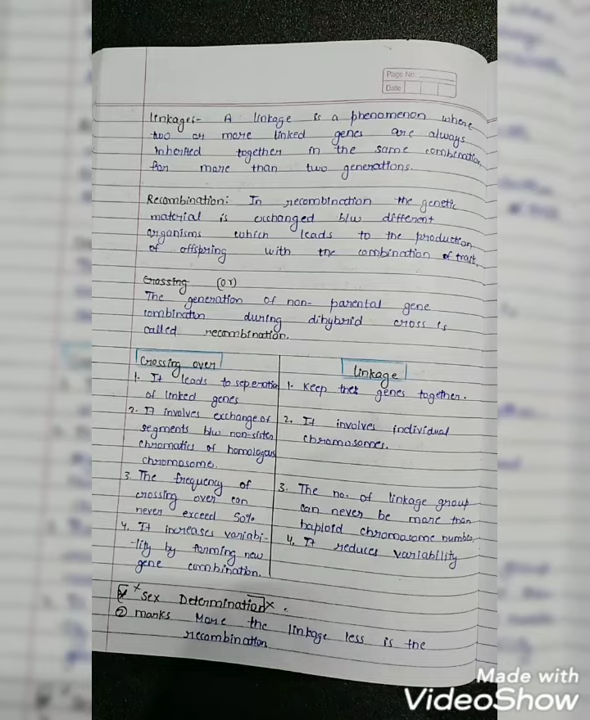 Page No.
Date
Linkages- A linkage is a phenomenon where
two or more linked genes are always
inherited together in the same combination
for more than two generations.
Recombination: In recombination the genetic
material is exchanged b/w different
organisms which leads to the production
of offspring with the combination of trait.
Crossing (or)
The generation of non-parental gene
combination during dihybrid cross is
called recombination.
Crossing over
1. It leads to seperation
of linked genes
2. It involves exchange of
segments b/w non-sister
chromatics of homologous
chromosome.
3. The frequency of
crossing over can
never exceed 50%
4. It increases variabi-
-lity by forming new
gene combination.
linkage
1. Keep the genes together.
2. It involves individual
chromosomes.
3. The no. of linkage group
can never be more than
haploid chromosome number
4. It reduces variability
Sex Determination x.
② marks More the linkage less is the
recombination
Made with
VideoShow